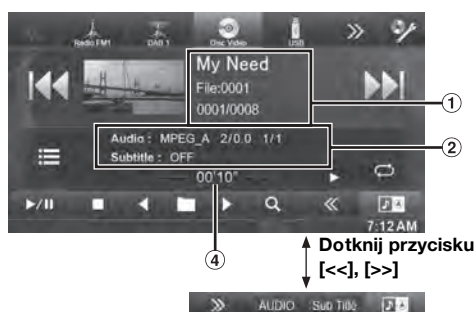 Radio FM1 DAB 1 Disc Video USB
My Need
File:0001
0001/0008
1
Audio : MPEG_A 2/0.0 1/1
Subtitle : OFF
2
00'10"
7:12 AM
4
Dotknij przycisku
[<<], [>>]
AUDIO Sub Title